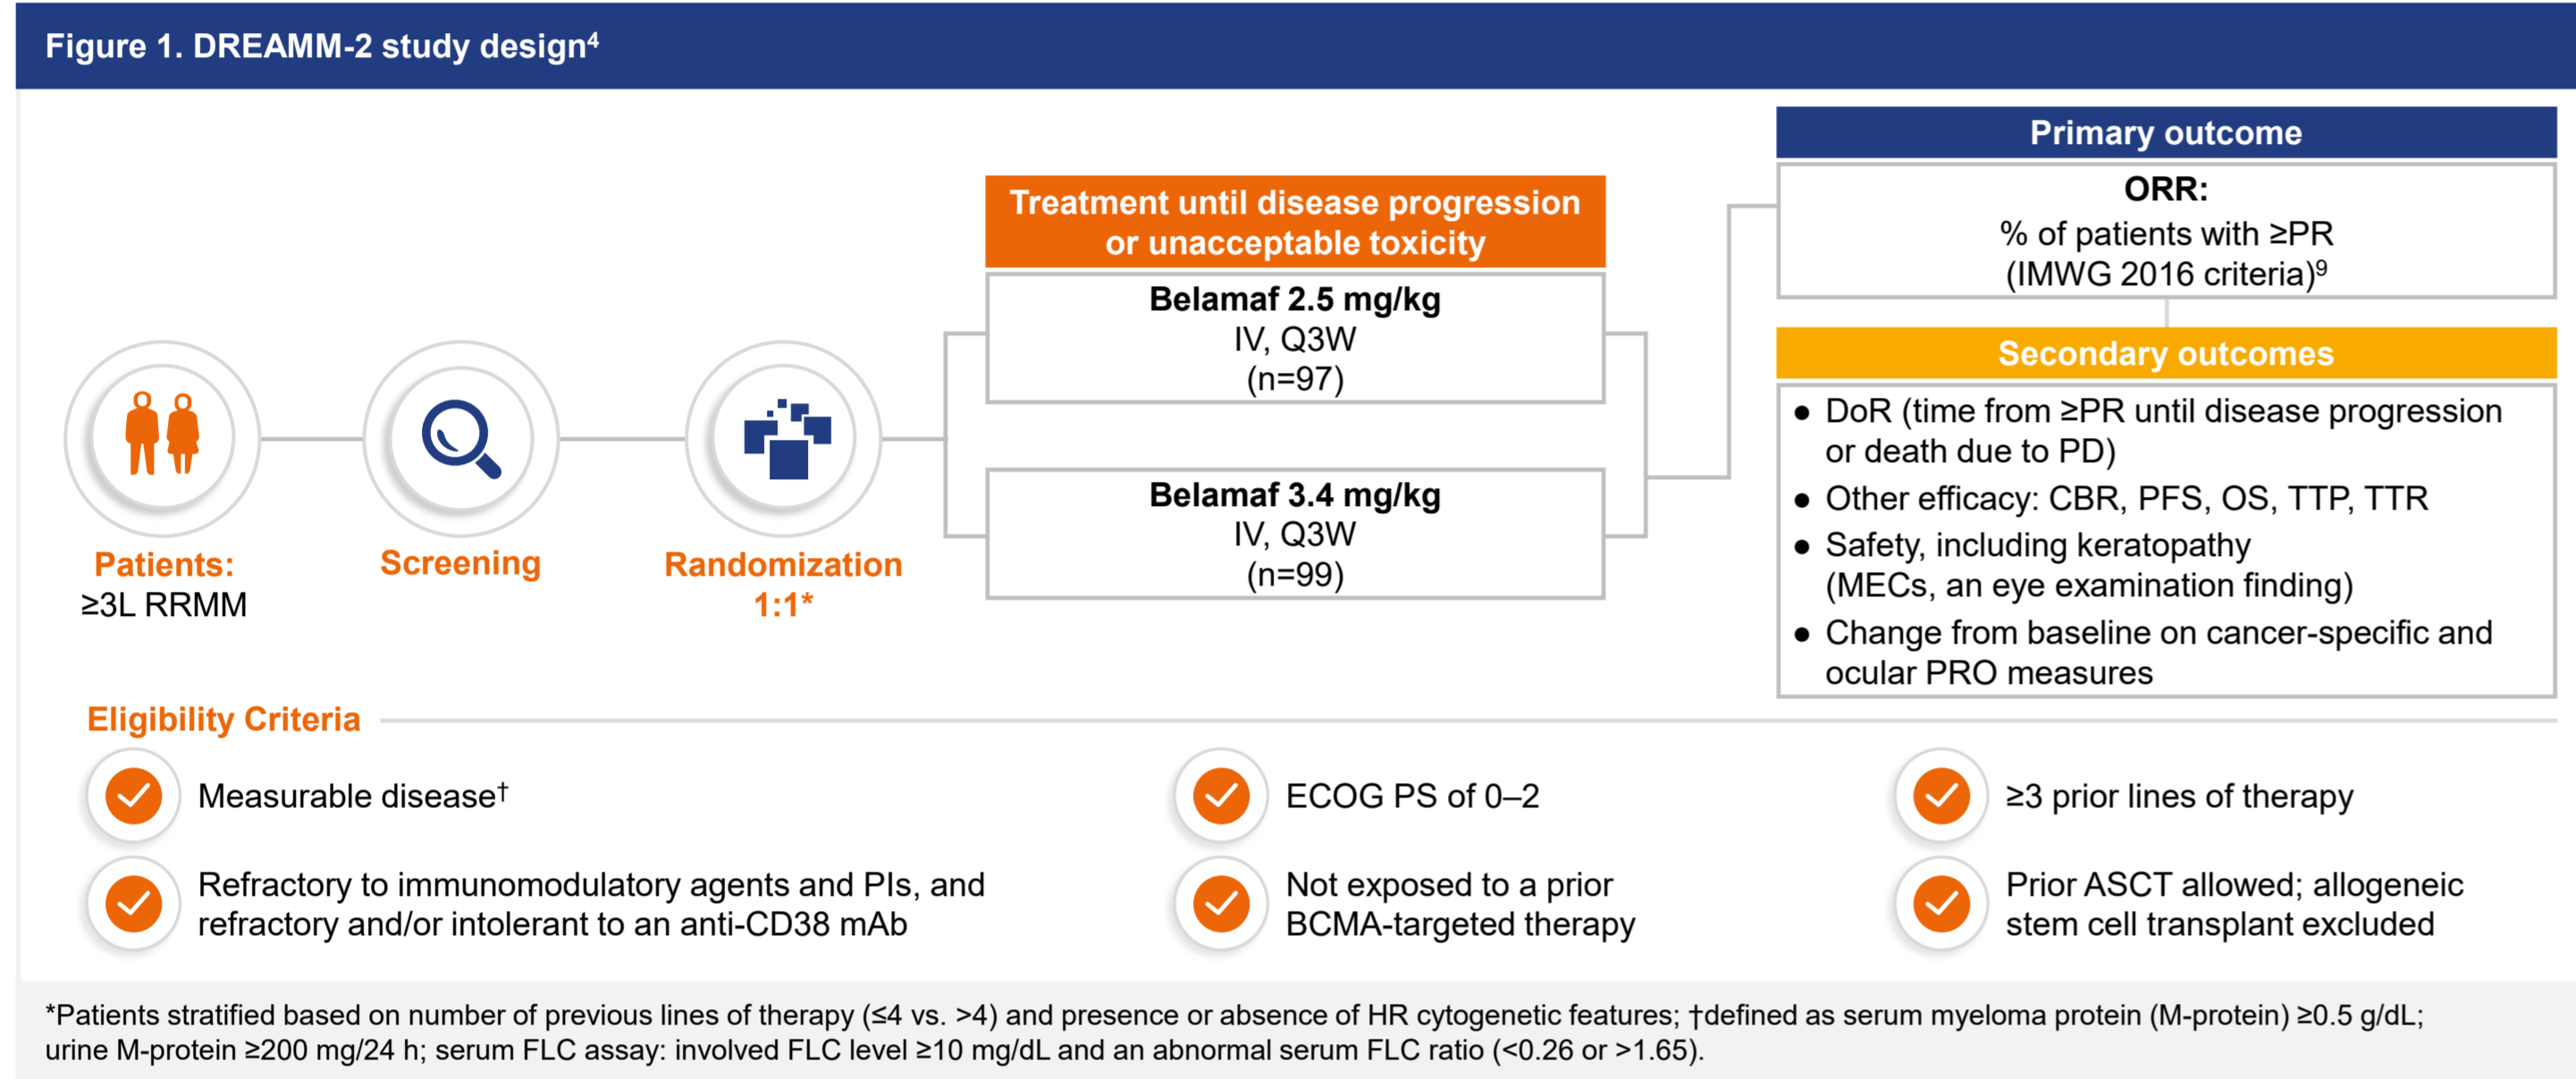 Figure 1. DREAMM-2 study design⁴
Patients:
≥3L RRMM
Screening
Randomization
1:1*
Treatment until disease progression
or unacceptable toxicity
Belamaf 2.5 mg/kg
IV, Q3W
(n=97)
Belamaf 3.4 mg/kg
IV, Q3W
(n=99)
Primary outcome
ORR:
% of patients with ≥PR
(IMWG 2016 criteria)⁹
Secondary outcomes
● DoR (time from ≥PR until disease progression
or death due to PD)
● Other efficacy: CBR, PFS, OS, TTP, TTR
● Safety, including keratopathy
(MECs, an eye examination finding)
● Change from baseline on cancer-specific and
ocular PRO measures
Eligibility Criteria
Measurable disease†
ECOG PS of 0–2
≥3 prior lines of therapy
Refractory to immunomodulatory agents and PIs, and
refractory and/or intolerant to an anti-CD38 mAb
Not exposed to a prior
BCMA-targeted therapy
Prior ASCT allowed; allogeneic
stem cell transplant excluded
*Patients stratified based on number of previous lines of therapy (≤4 vs. >4) and presence or absence of HR cytogenetic features; †defined as serum myeloma protein (M-protein) ≥0.5 g/dL;
urine M-protein ≥200 mg/24 h; serum FLC assay: involved FLC level ≥10 mg/dL and an abnormal serum FLC ratio (<0.26 or >1.65).